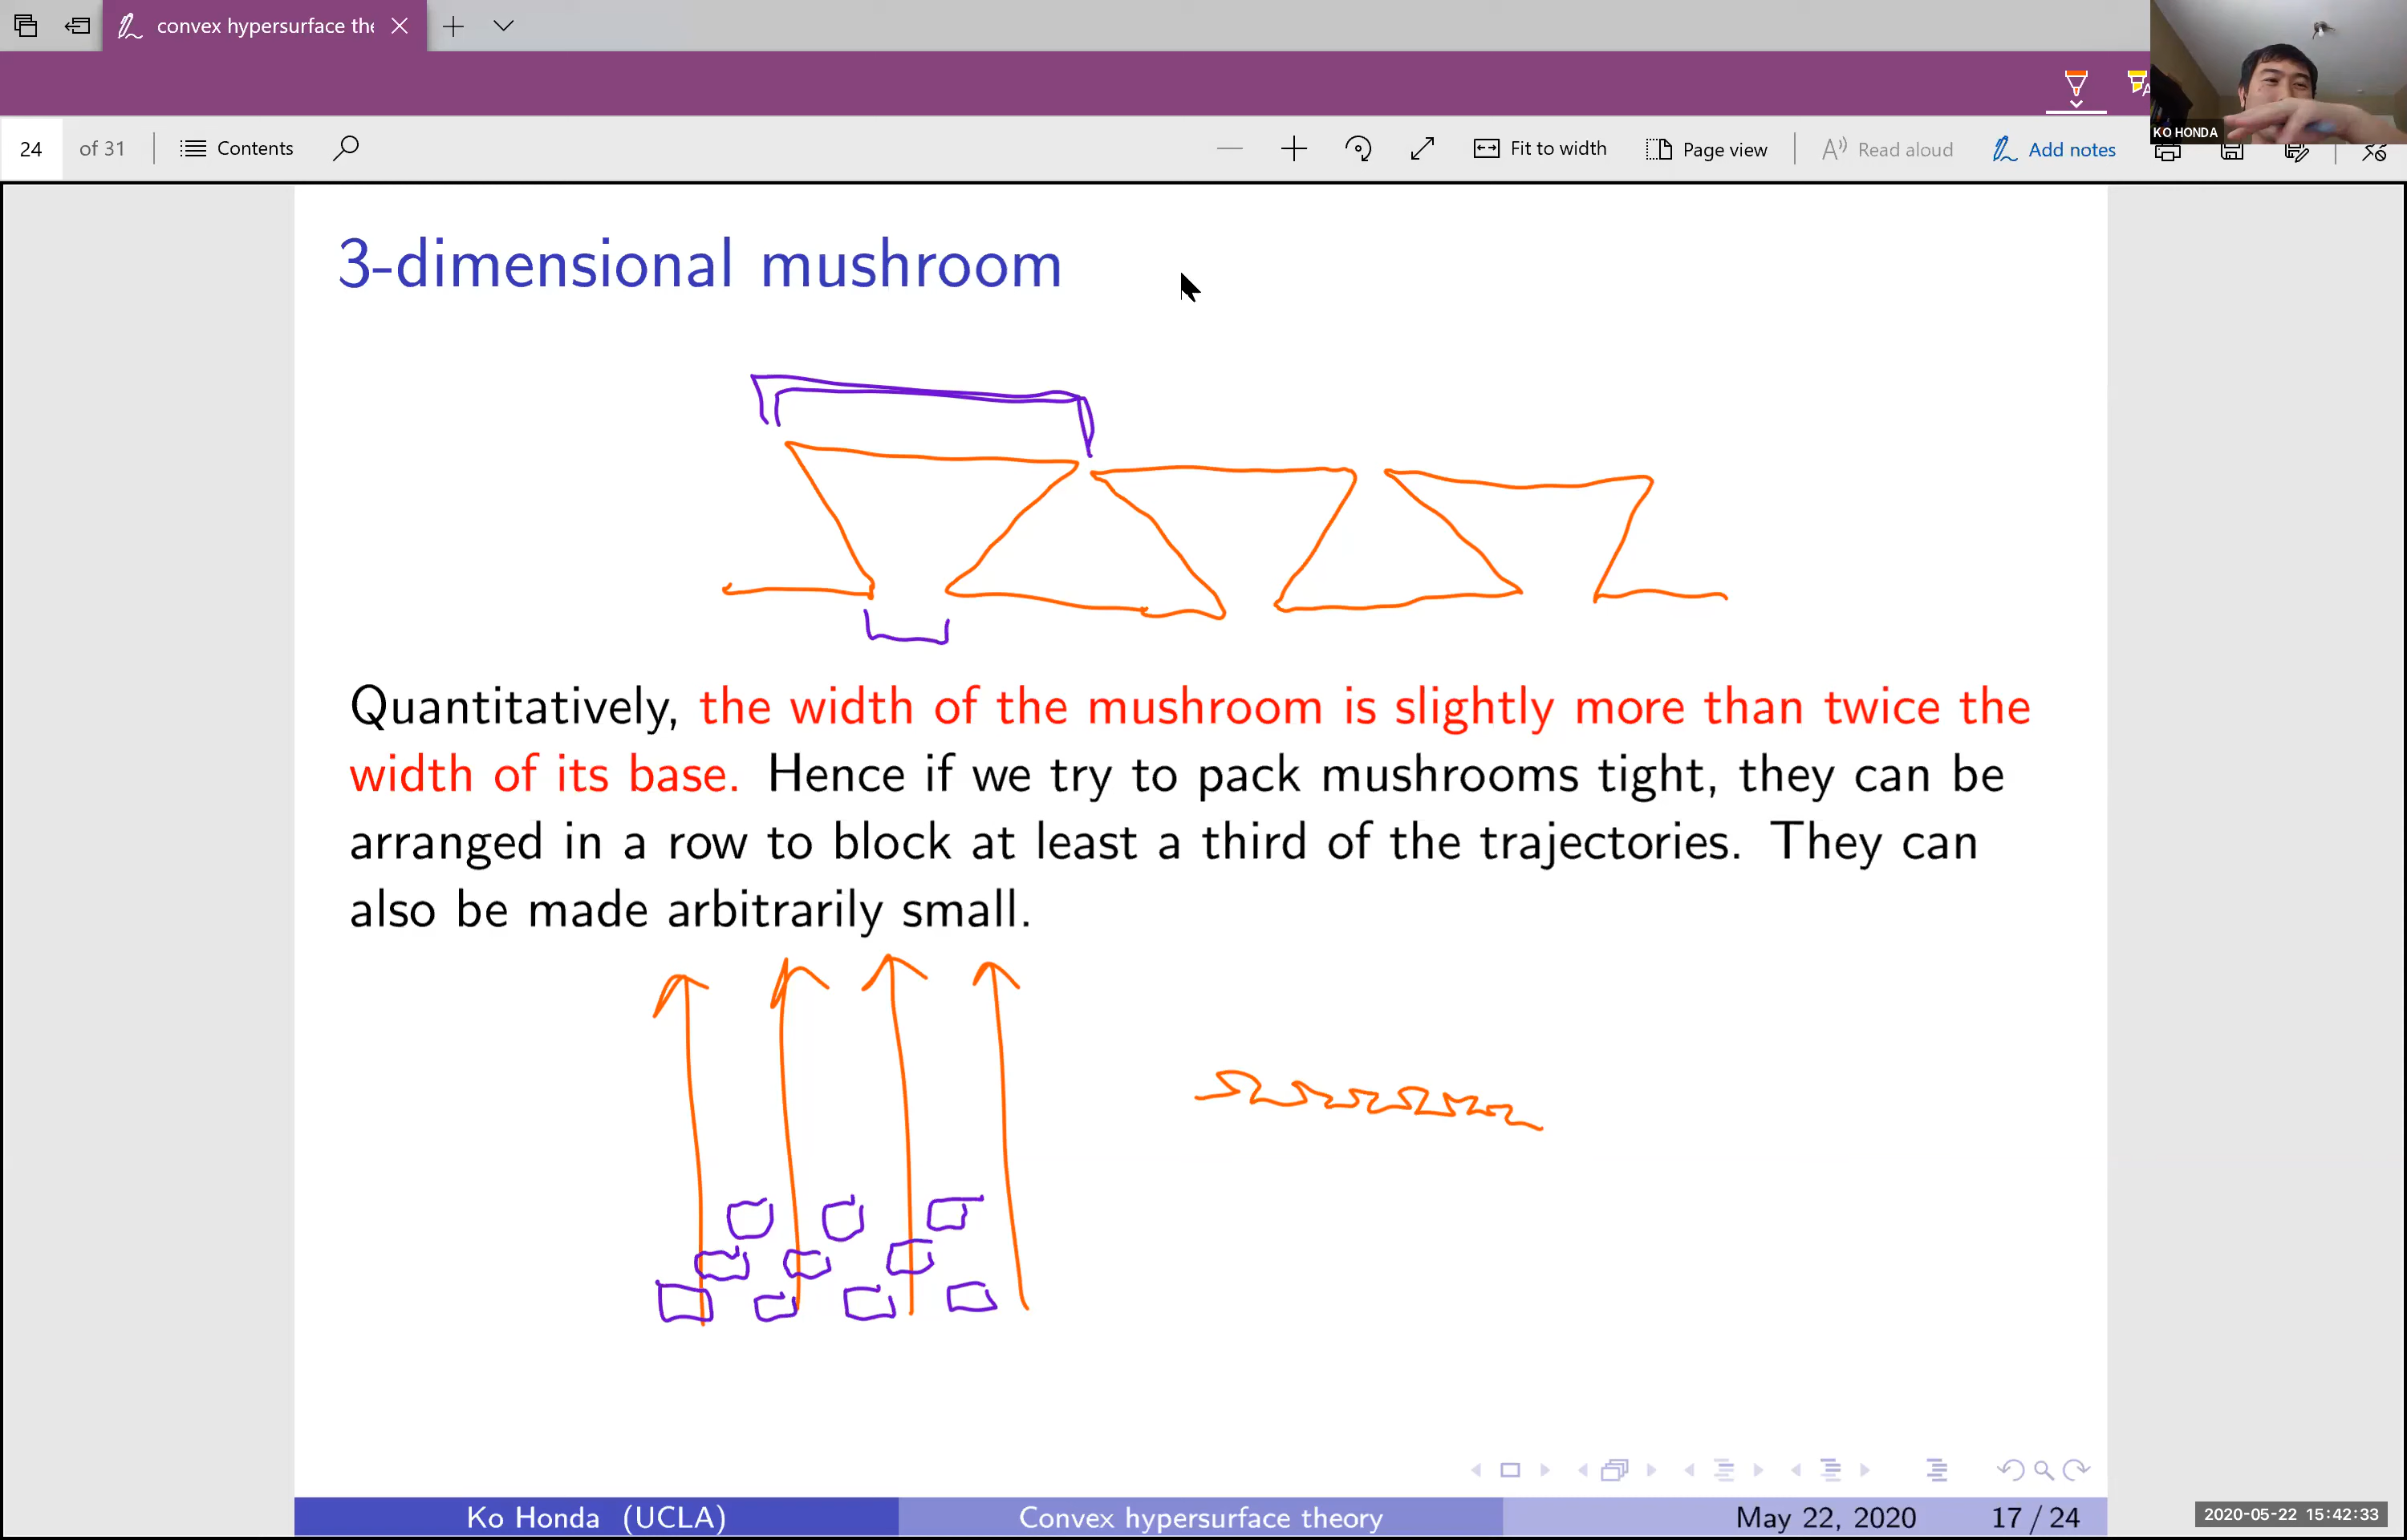 convex hypersurface the
24 of 31 Contents Fit to width Page view Read aloud Add notes
KO HONDA
3-dimensional mushroom
Quantitatively, the width of the mushroom is slightly more than twice the
width of its base. Hence if we try to pack mushrooms tight, they can be
arranged in a row to block at least a third of the trajectories. They can
also be made arbitrarily small.
Ko Honda (UCLA) Convex hypersurface theory May 22, 2020 17 / 24
2020-05-22 15:42:33